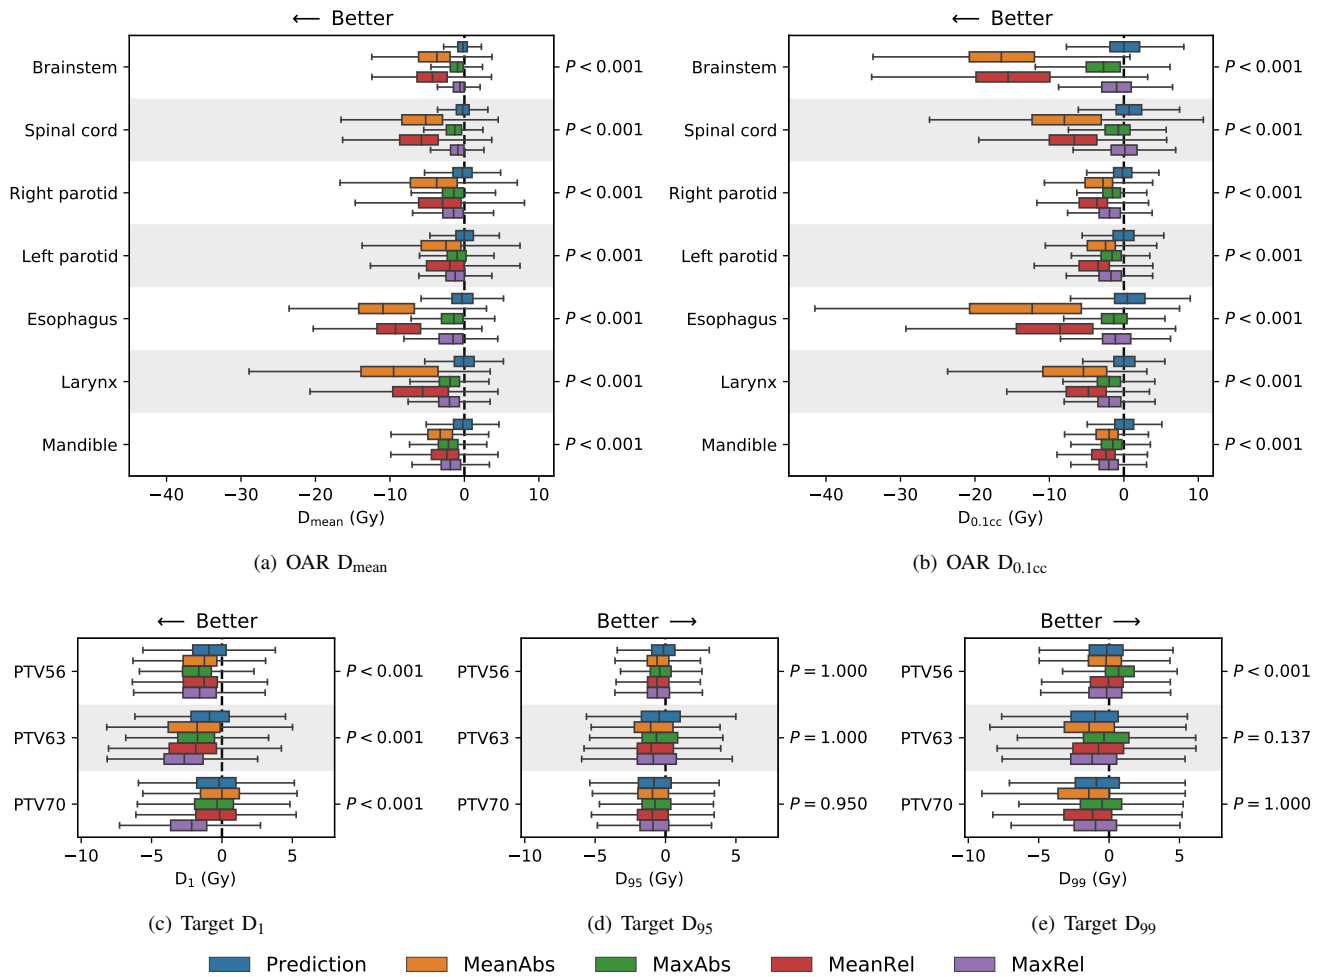 ⟵ Better
⟵ Better
Brainstem
P < 0.001
Brainstem
P < 0.001
Spinal cord
P < 0.001
Spinal cord
P < 0.001
Right parotid
P < 0.001
Right parotid
P < 0.001
Left parotid
P < 0.001
Left parotid
P < 0.001
Esophagus
P < 0.001
Esophagus
P < 0.001
Larynx
P < 0.001
Larynx
P < 0.001
Mandible
P < 0.001
Mandible
P < 0.001
−40 −30 −20 −10 0 10
−40 −30 −20 −10 0 10
Dmean (Gy)
D0.1cc (Gy)
(a) OAR Dmean
(b) OAR D0.1cc
⟵ Better
Better ⟶
Better ⟶
PTV56
P < 0.001
PTV56
P = 1.000
PTV56
P < 0.001
PTV63
P < 0.001
PTV63
P = 1.000
PTV63
P = 0.137
PTV70
P < 0.001
PTV70
P = 0.950
PTV70
P = 1.000
−10 −5 0 5
−10 −5 0 5
−10 −5 0 5
D1 (Gy)
D95 (Gy)
D99 (Gy)
(c) Target D1
(d) Target D95
(e) Target D99
Prediction
MeanAbs
MaxAbs
MeanRel
MaxRel